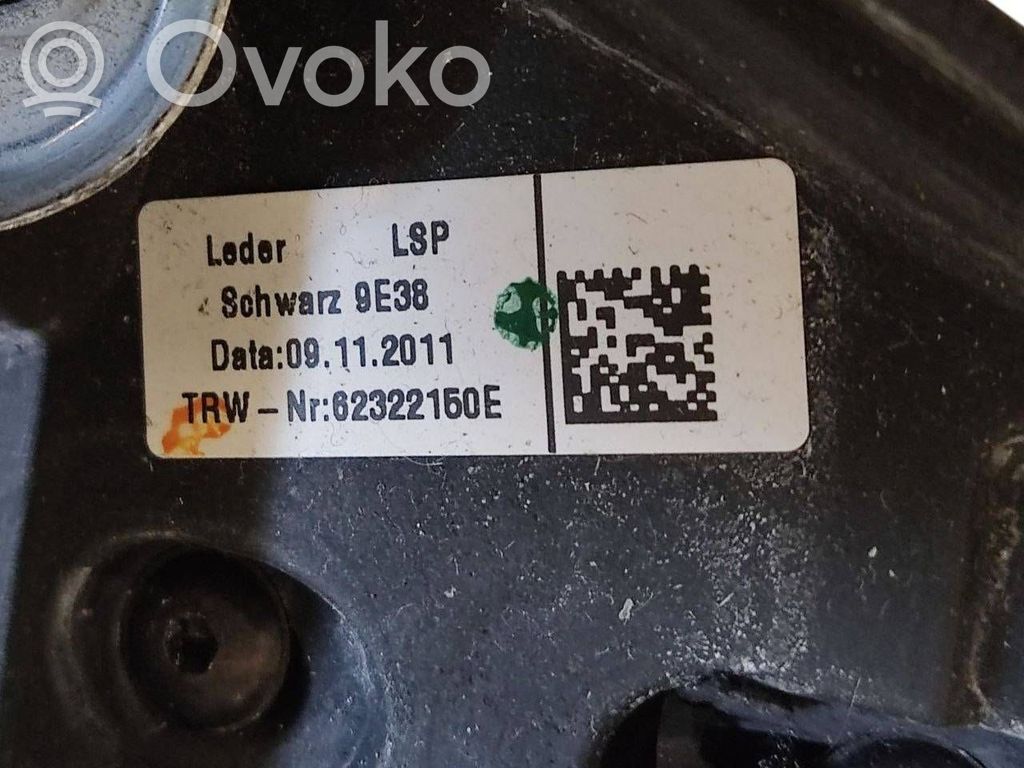 Ovoko
Leder LSP
Schwarz 9E38
Data:09.11.2011
TRW-Nr:62322150E